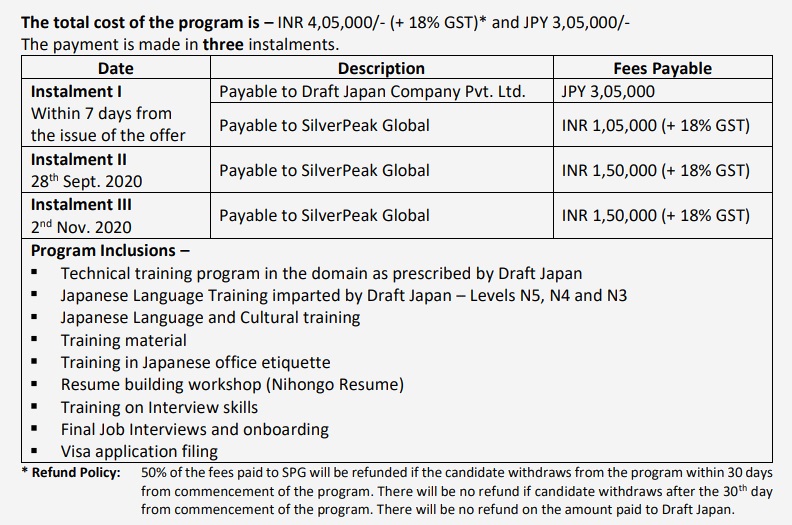 The total cost of the program is – INR 4,05,000/- (+ 18% GST)* and JPY 3,05,000/-
The payment is made in three instalments.
Date Description Fees Payable
Instalment I
Within 7 days from
the issue of the offer
Payable to Draft Japan Company Pvt. Ltd. JPY 3,05,000
Payable to SilverPeak Global INR 1,05,000 (+ 18% GST)
Instalment II
28th Sept. 2020
Payable to SilverPeak Global INR 1,50,000 (+ 18% GST)
Instalment III
2nd Nov. 2020
Payable to SilverPeak Global INR 1,50,000 (+ 18% GST)
Program Inclusions –
▪ Technical training program in the domain as prescribed by Draft Japan
▪ Japanese Language Training imparted by Draft Japan – Levels N5, N4 and N3
▪ Japanese Language and Cultural training
▪ Training material
▪ Training in Japanese office etiquette
▪ Resume building workshop (Nihongo Resume)
▪ Training on Interview skills
▪ Final Job Interviews and onboarding
▪ Visa application filing
* Refund Policy: 50% of the fees paid to SPG will be refunded if the candidate withdraws from the program within 30 days
from commencement of the program. There will be no refund if candidate withdraws after the 30th day
from commencement of the program. There will be no refund on the amount paid to Draft Japan.